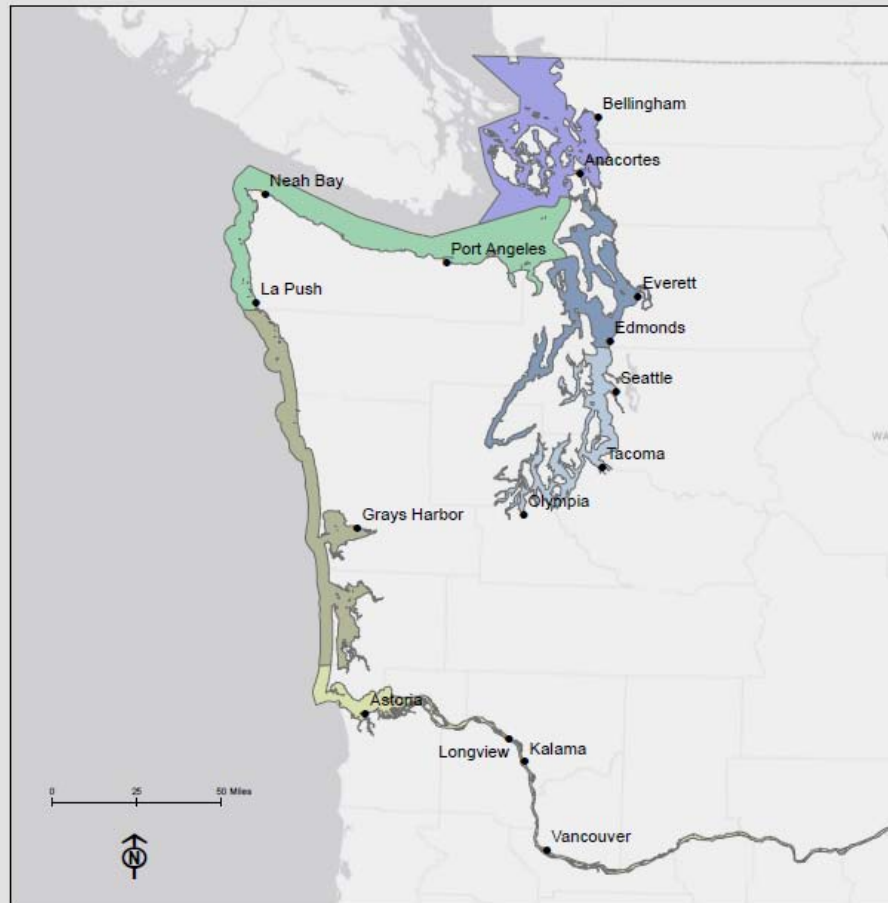 Bellingham
Anacortes
Neah Bay
Port Angeles
La Push
Everett
Edmonds
Seattle
WA
Tacoma
Olympia
Grays Harbor
Astoria
Longview
Kalama
0 25 50 Miles
N
Vancouver